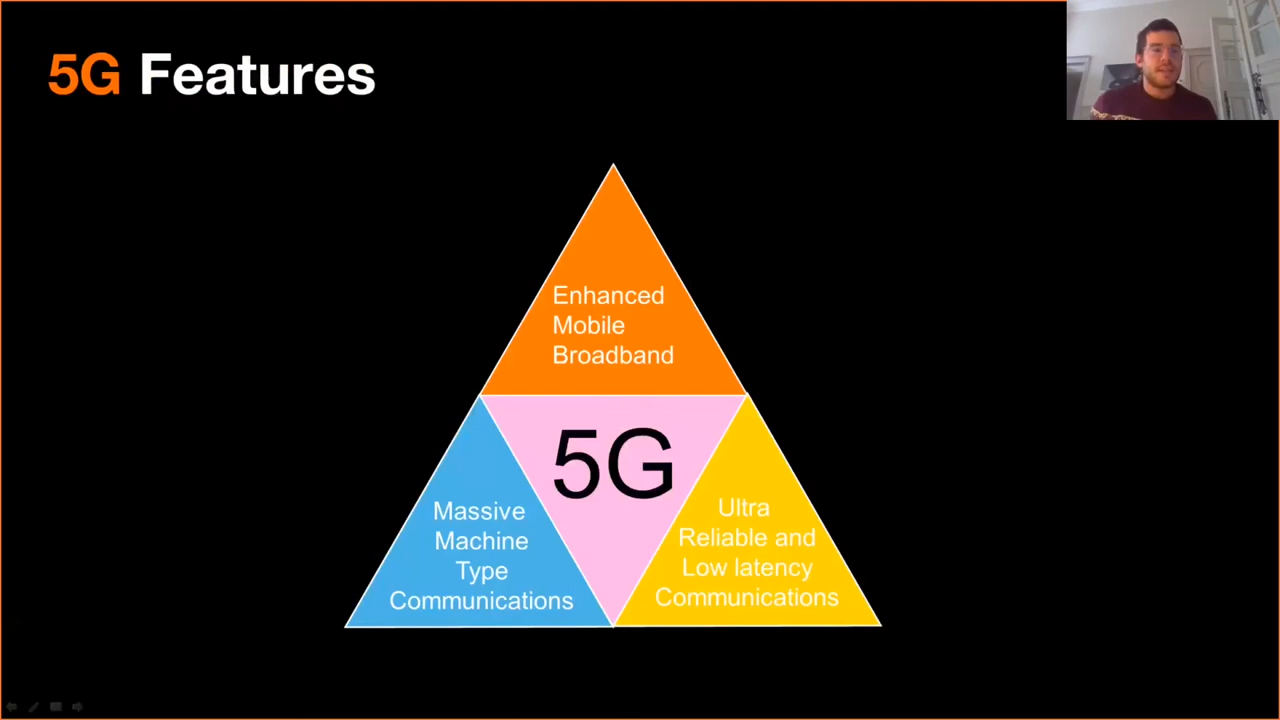 5G Features
Enhanced
Mobile
Broadband
5G
Massive
Machine
Type
Communications
Ultra
Reliable and
Low latency
Communications